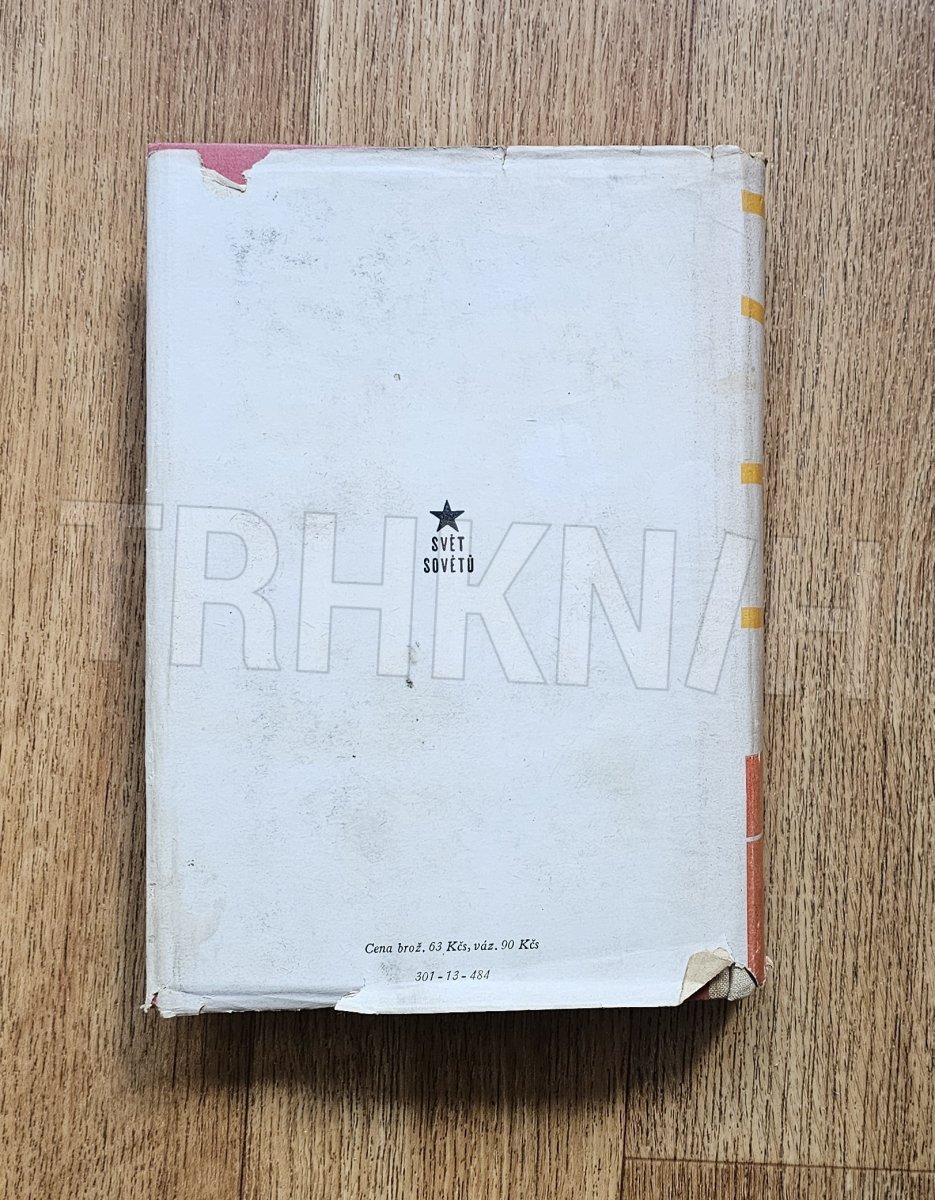 SVĚT
SOVĚTŮ
TRHKNIH
Cena brož. 63 Kčs, váz. 90 Kčs
301-13-484